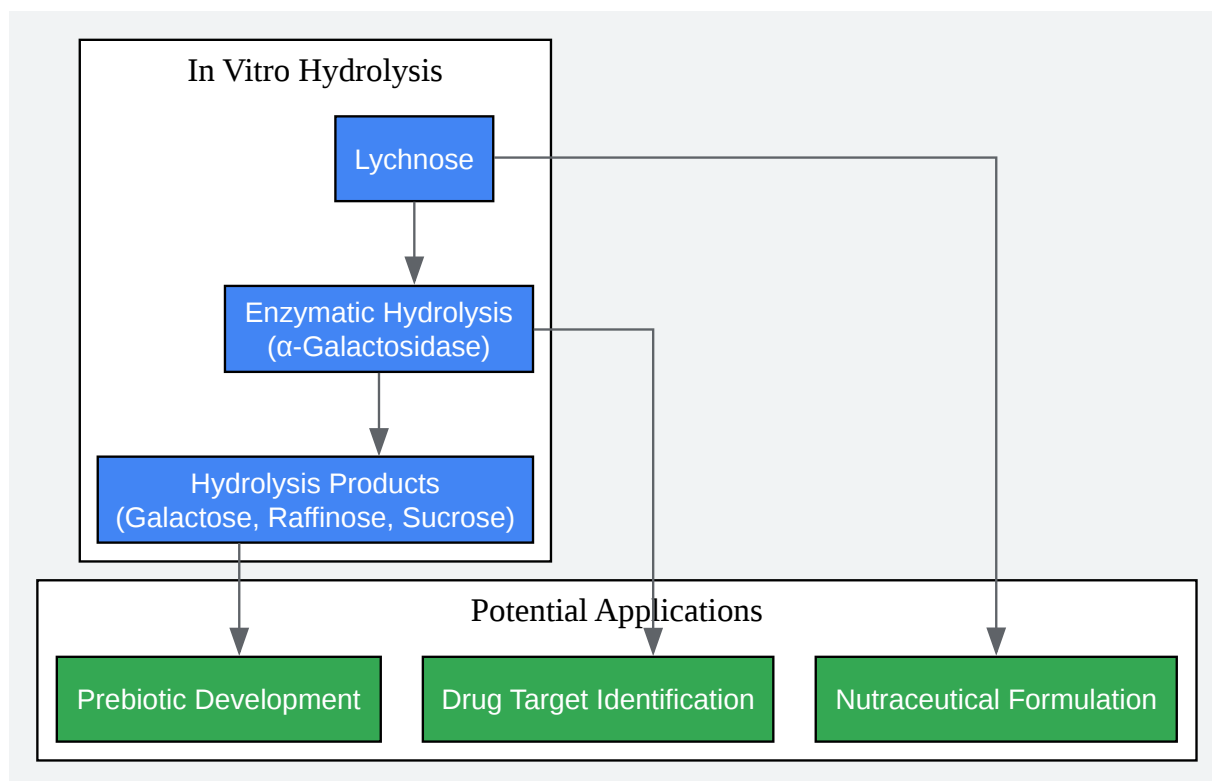 In Vitro Hydrolysis
Lychnose
Enzymatic Hydrolysis
(α-Galactosidase)
Hydrolysis Products
(Galactose, Raffinose, Sucrose)
Potential Applications
Prebiotic Development
Drug Target Identification
Nutraceutical Formulation